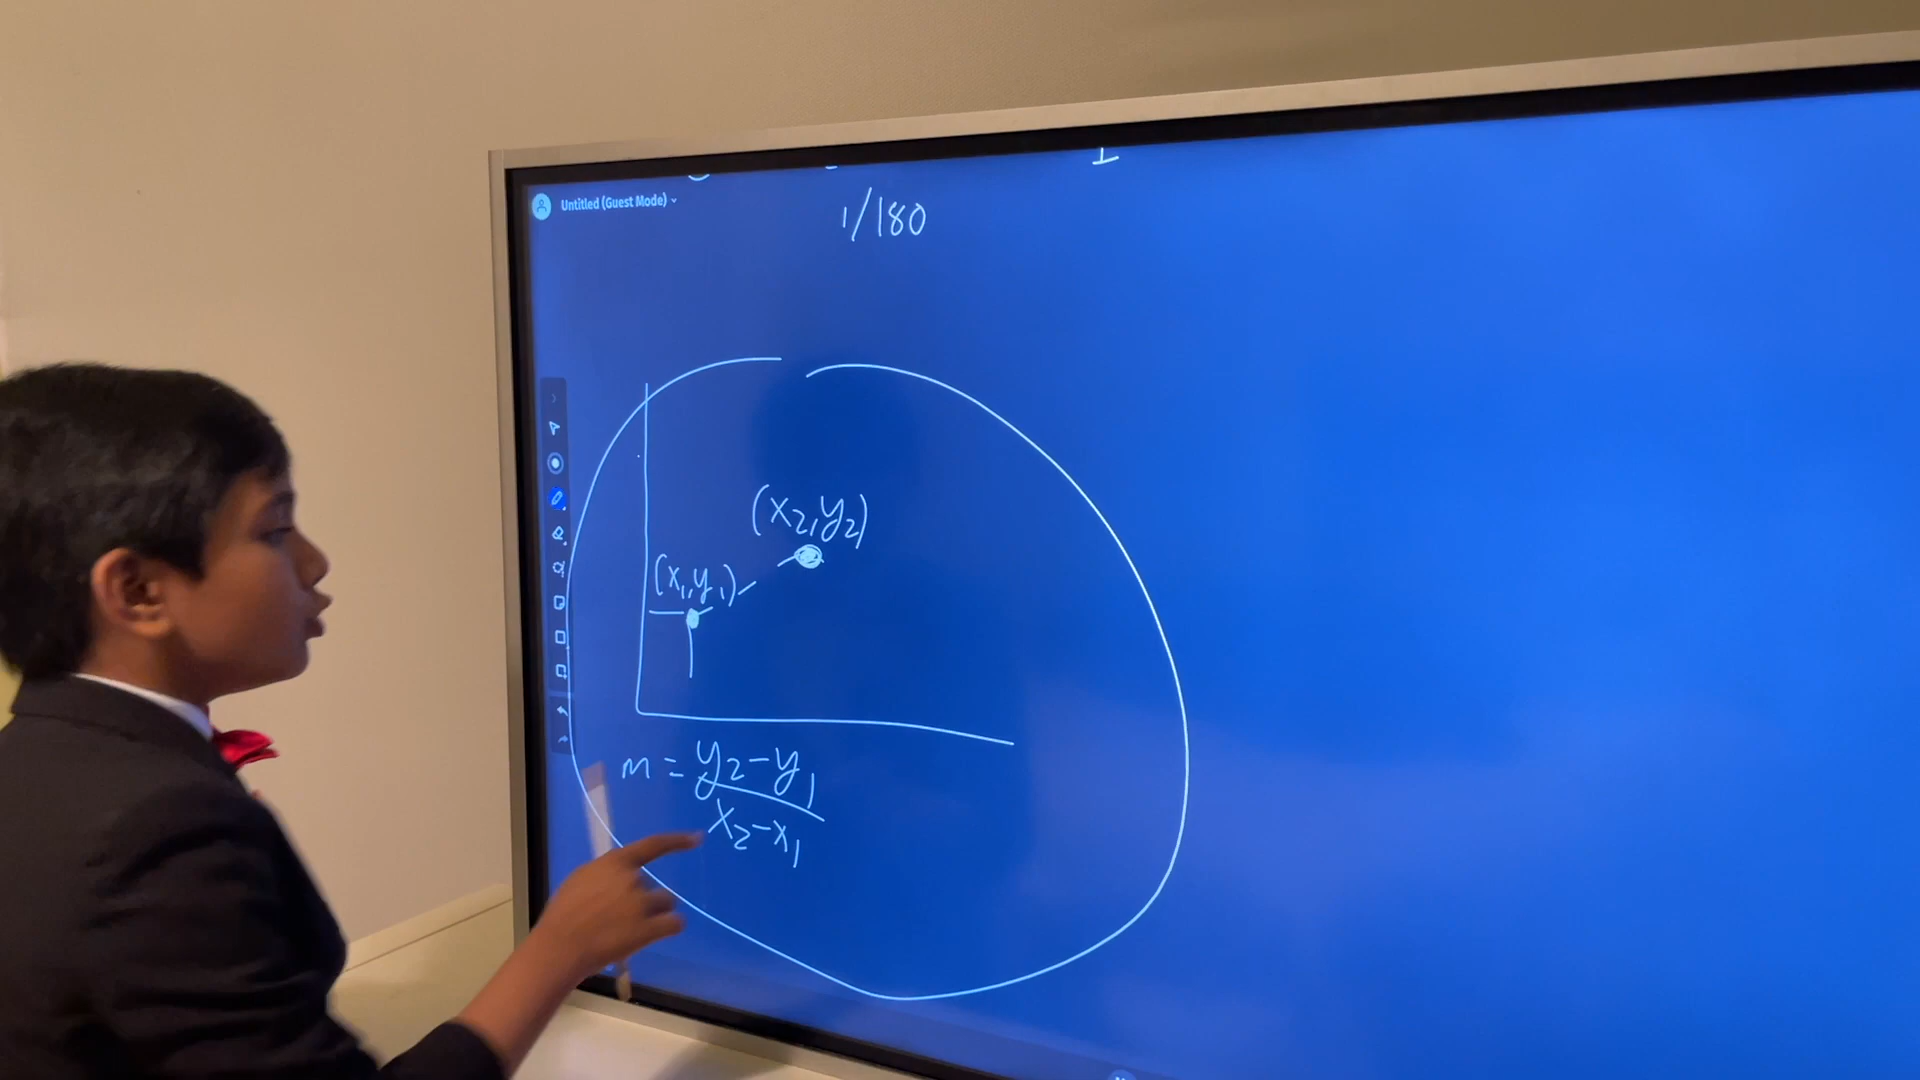 Untitled (Guest Mode)
1/180
(x2,y2)
(x1,y1)
m = y2-y1
x2-x1